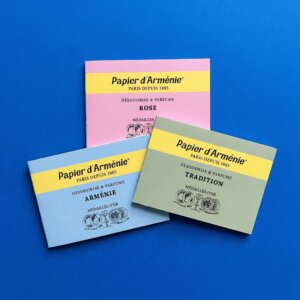 Papier d'Arménie®
PARIS DEPUIS 1885
DÉSODORISE & PARFUME
ROSE
MÉDAILLES D'OR
Papier d'Arménie®
PARIS DEPUIS 1885
DÉSODORISE & PARFUME
ARMÉNIE
MÉDAILLES D'OR
Papier d'Arménie®
PARIS DEPUIS 1885
DÉSODORISE & PARFUME
TRADITION
MÉDAILLES D'OR